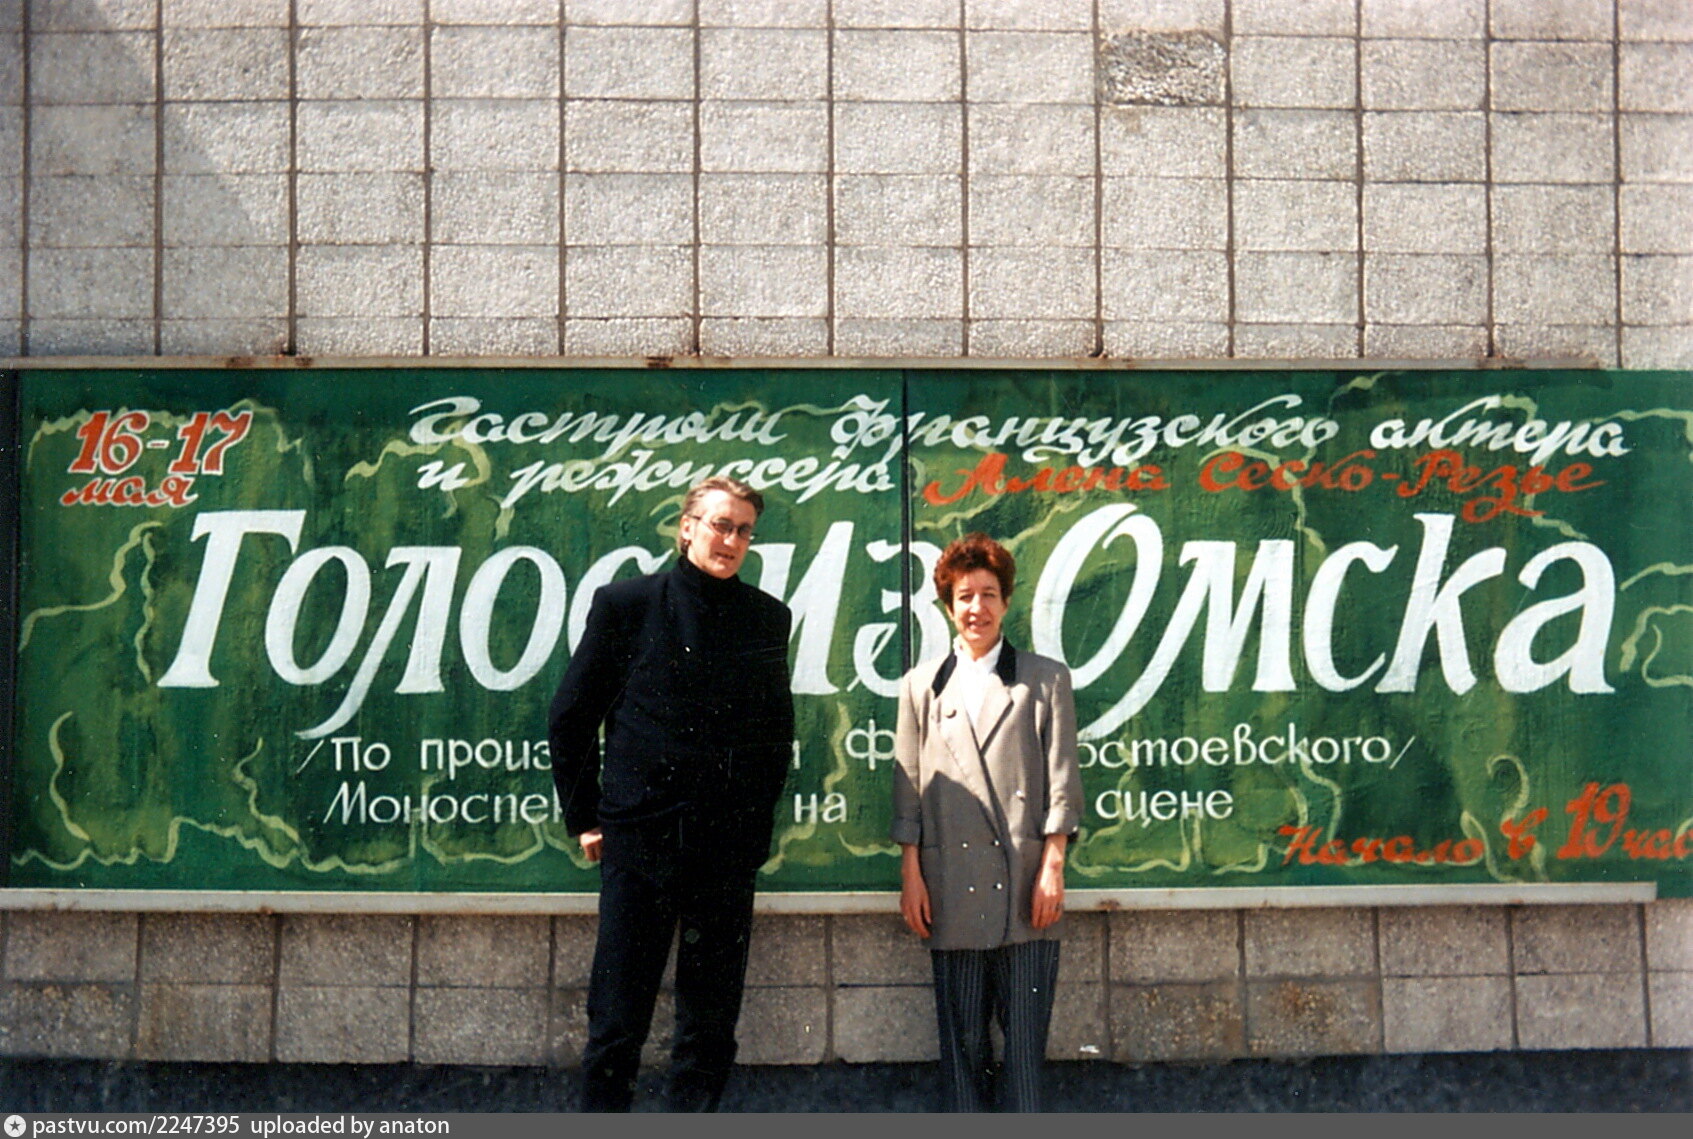 16-17
мая
Гастроли французского актера
и режиссера Алена Сеско-Резье
Голос из Омска
/По произ и Ф остоевского/
Моноспек на сцене
Начало в 19 час
pastvu.com/2247395 uploaded by anaton